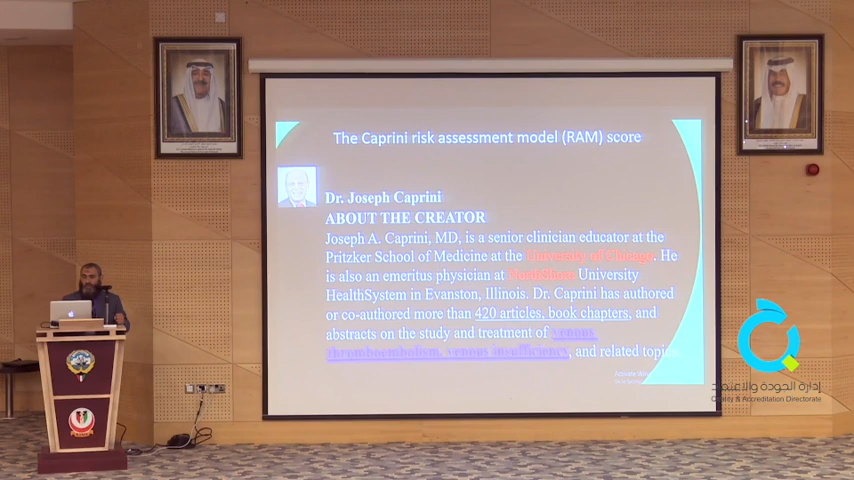 The Caprini risk assessment model (RAM) score
Dr. Joseph Caprini
ABOUT THE CREATOR
Joseph A. Caprini, MD, is a senior clinician educator at the
Pritzker School of Medicine at the University of Chicago. He
is also an emeritus physician at NorthShore University
HealthSystem in Evanston, Illinois. Dr. Caprini has authored
or co-authored more than 420 articles, book chapters, and
abstracts on the study and treatment of venous
thromboembolism, venous insufficiency, and related topics.
إدارة الجودة والاعتماد
Quality & Accreditation Directorate